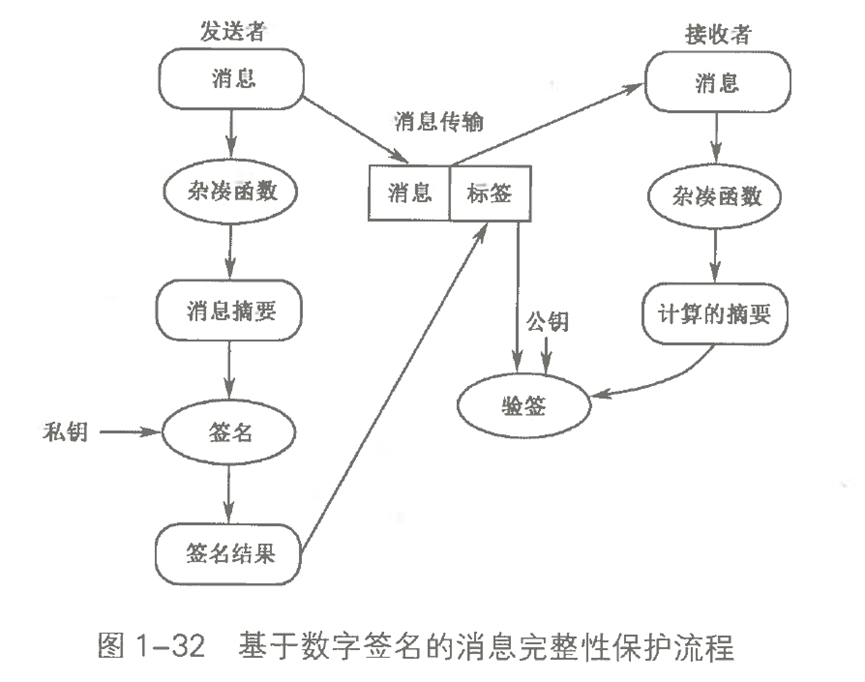 发送者
接收者
消息
消息
消息传输
杂凑函数
消息
标签
杂凑函数
消息摘要
公钥
计算的摘要
私钥
签名
验签
签名结果
图 1-32 基于数字签名的消息完整性保护流程